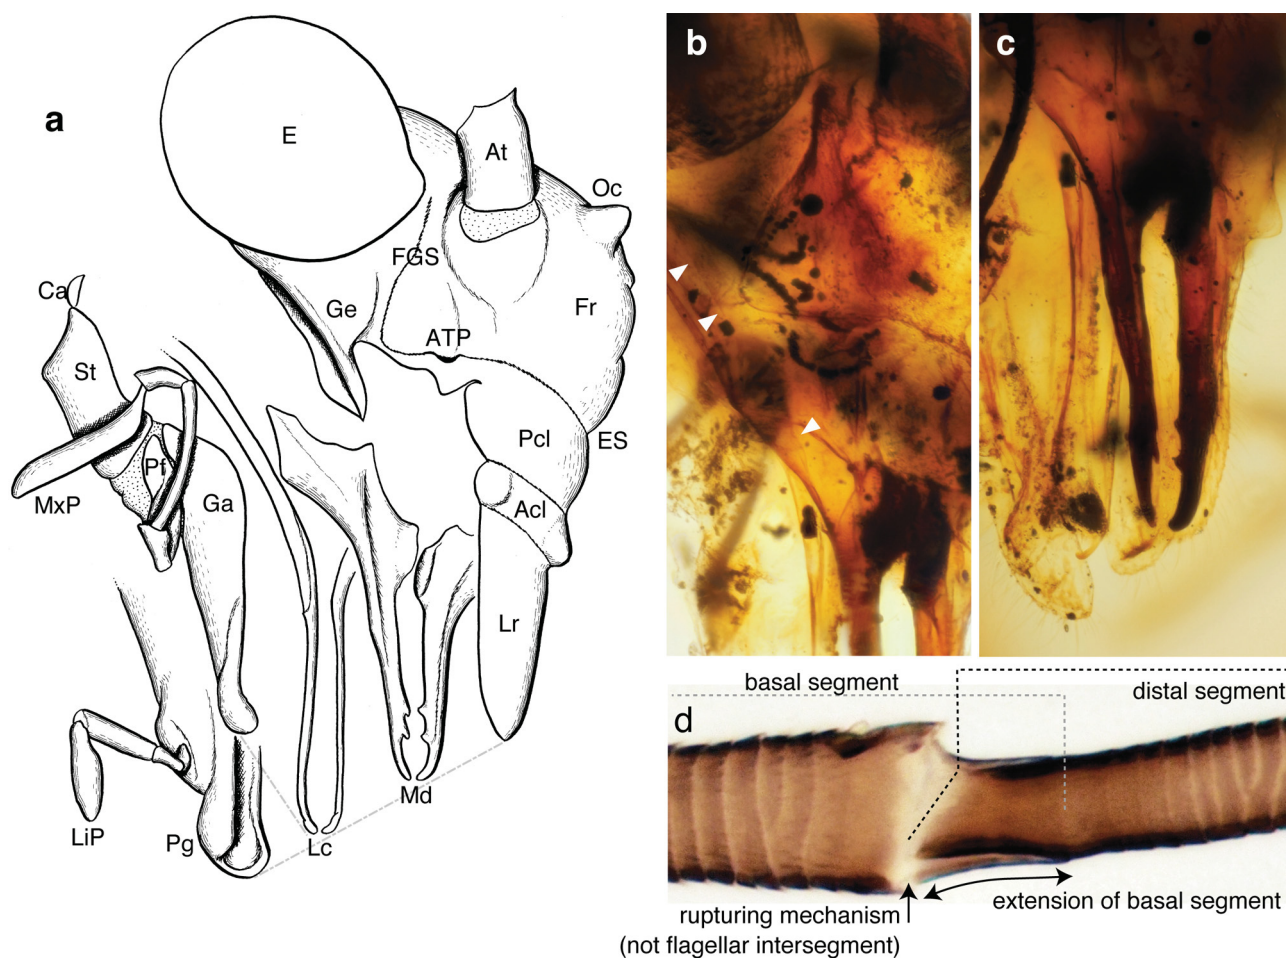 a
E
At
Oc
FGS
Ca
Ge
Fr
ATP
St
Pcl
ES
Pf
MxP
Ga
Acl
Lr
Md
LiP
Pg
Lc
b
c
d
basal segment
distal segment
rupturing mechanism
(not flagellar intersegment)
extension of basal segment